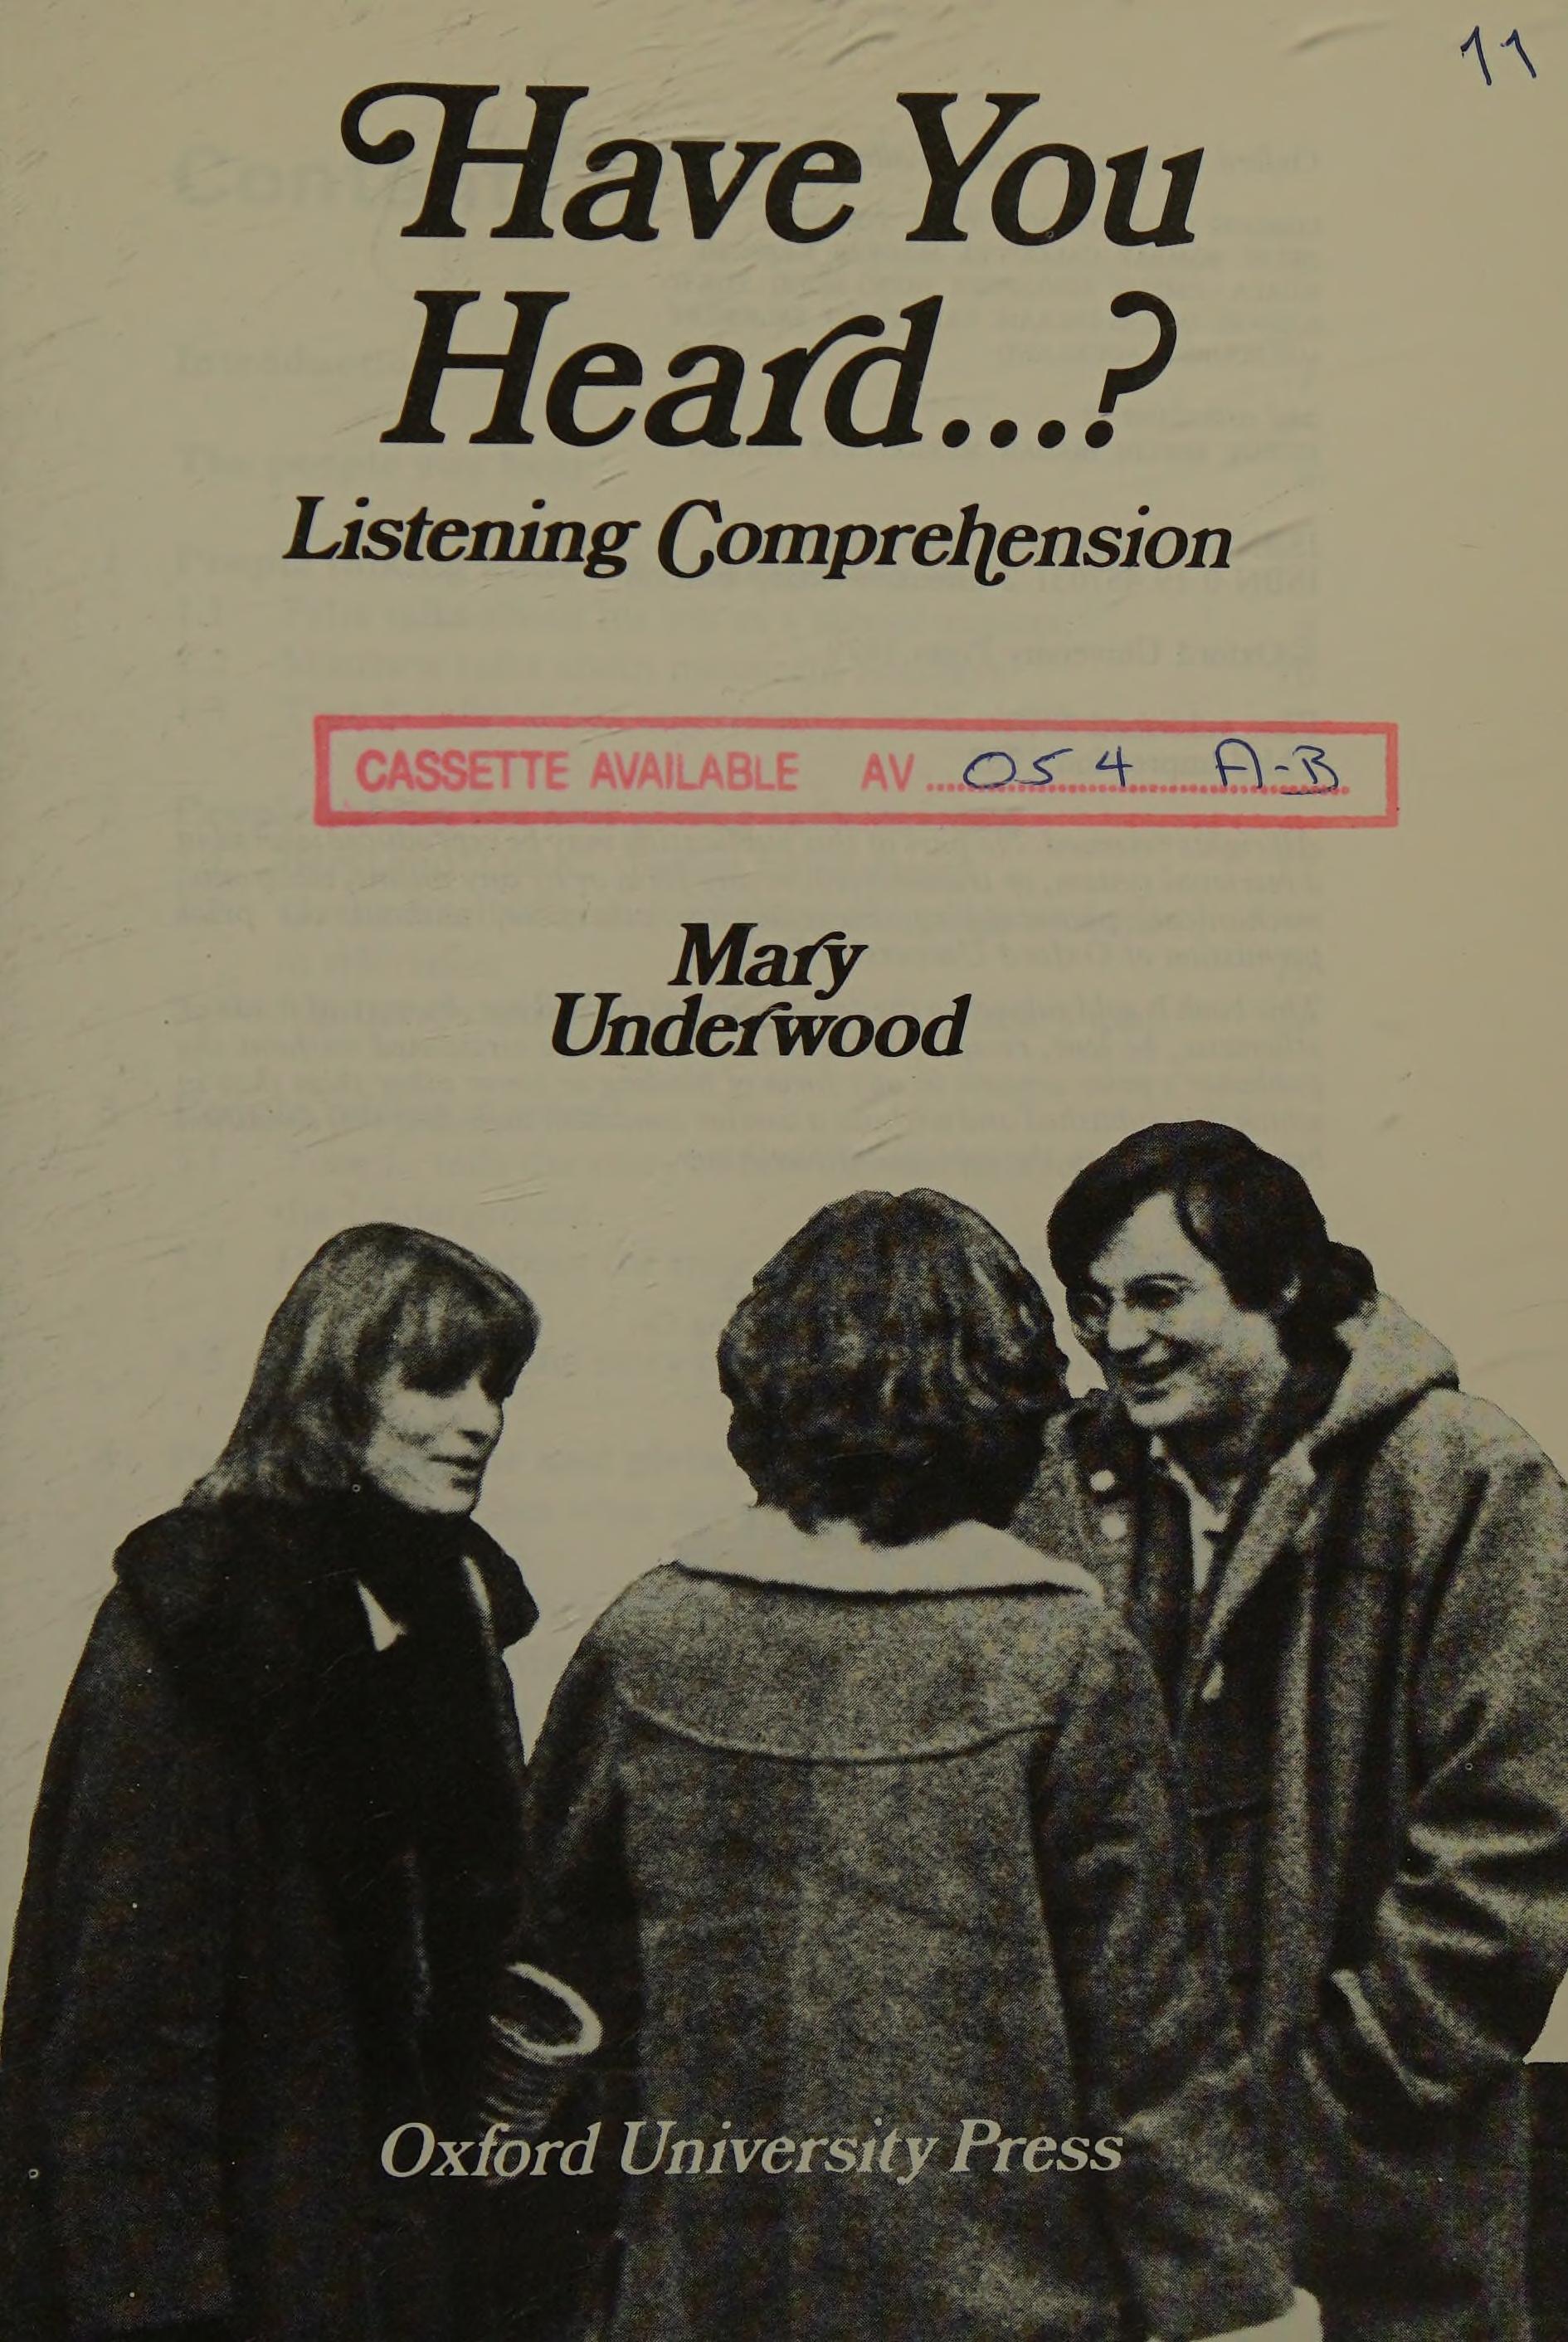 11
Have You
Heard...?
Listening Comprehension
CASSETTE AVAILABLE AV 054 A-B
Mary
Underwood
Oxford University Press